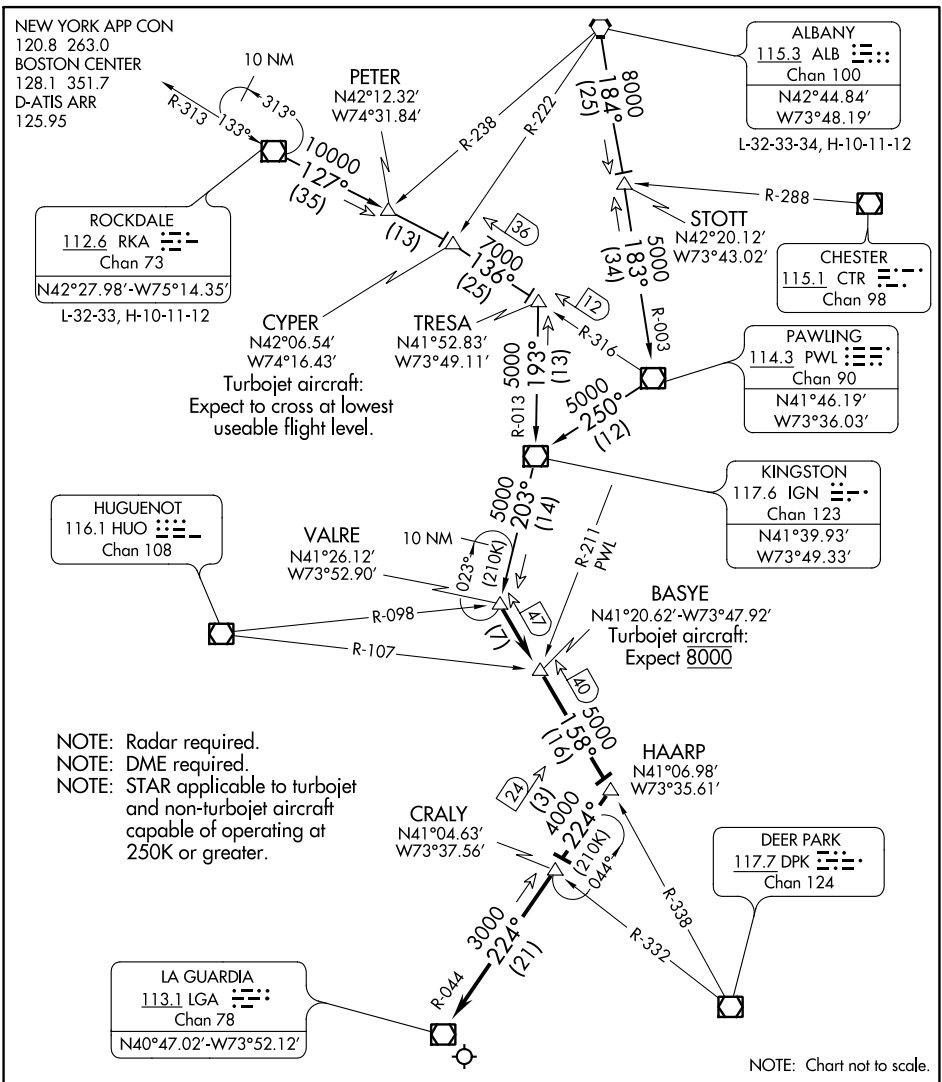 NEW YORK APP CON
120.8 263.0
BOSTON CENTER
128.1 351.7
D-ATIS ARR
125.95
10 NM
R-313
133°
313°
PETER
N42°12.32'
W74°31.84'
ALBANY
115.3 ALB
Chan 100
N42°44.84'
W73°48.19'
L-32-33-34, H-10-11-12
R-238
R-222
8000
184°
(25)
10000
127°
(35)
(13)
ROCKDALE
112.6 RKA
Chan 73
N42°27.98'-W75°14.35'
L-32-33, H-10-11-12
R-288
STOTT
N42°20.12'
W73°43.02'
CHESTER
115.1 CTR
Chan 98
36
7000
136°
(25)
5000
183°
(34)
R-003
12
R-316
CYPER
N42°06.54'
W74°16.43'
Turbojet aircraft:
Expect to cross at lowest
useable flight level.
TRESA
N41°52.83'
W73°49.11'
PAWLING
114.3 PWL
Chan 90
N41°46.19'
W73°36.03'
R-013
5000
193°
(13)
5000
250°
(12)
KINGSTON
117.6 IGN
Chan 123
N41°39.93'
W73°49.33'
HUGUENOT
116.1 HUO
Chan 108
VALRE
N41°26.12'
W73°52.90'
10 NM
023°
(210K)
5000
203°
(14)
R-211
PWL
R-098
R-107
47
(7)
BASYE
N41°20.62'-W73°47.92'
Turbojet aircraft:
Expect 8000
40
5000
158°
(16)
NOTE: Radar required.
NOTE: DME required.
NOTE: STAR applicable to turbojet
and non-turbojet aircraft
capable of operating at
250K or greater.
HAARP
N41°06.98'
W73°35.61'
24
(3)
4000
224°
(210K)
044°
CRALY
N41°04.63'
W73°37.56'
DEER PARK
117.7 DPK
Chan 124
R-338
R-332
3000
224°
(21)
R-044
LA GUARDIA
113.1 LGA
Chan 78
N40°47.02'-W73°52.12'
NOTE: Chart not to scale.